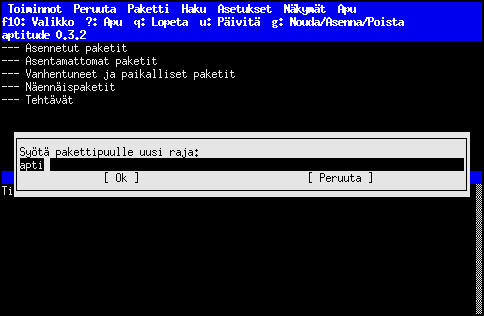 Toiminnot Peruuta Paketti Haku Asetukset Näkymät Apu
f10: Valikko ?: Apu q: Lopeta u: Päivitä g: Nouda/Asenna/Poista
aptitude 0.3.2
--- Asennetut paketit
--- Asentamattomat paketit
--- Vanhentuneet ja paikalliset paketit
--- Näennäispaketit
--- Tehtävät
Syötä pakettipuulle uusi raja:
apti
[ Ok ] [ Peruuta ]
Ti